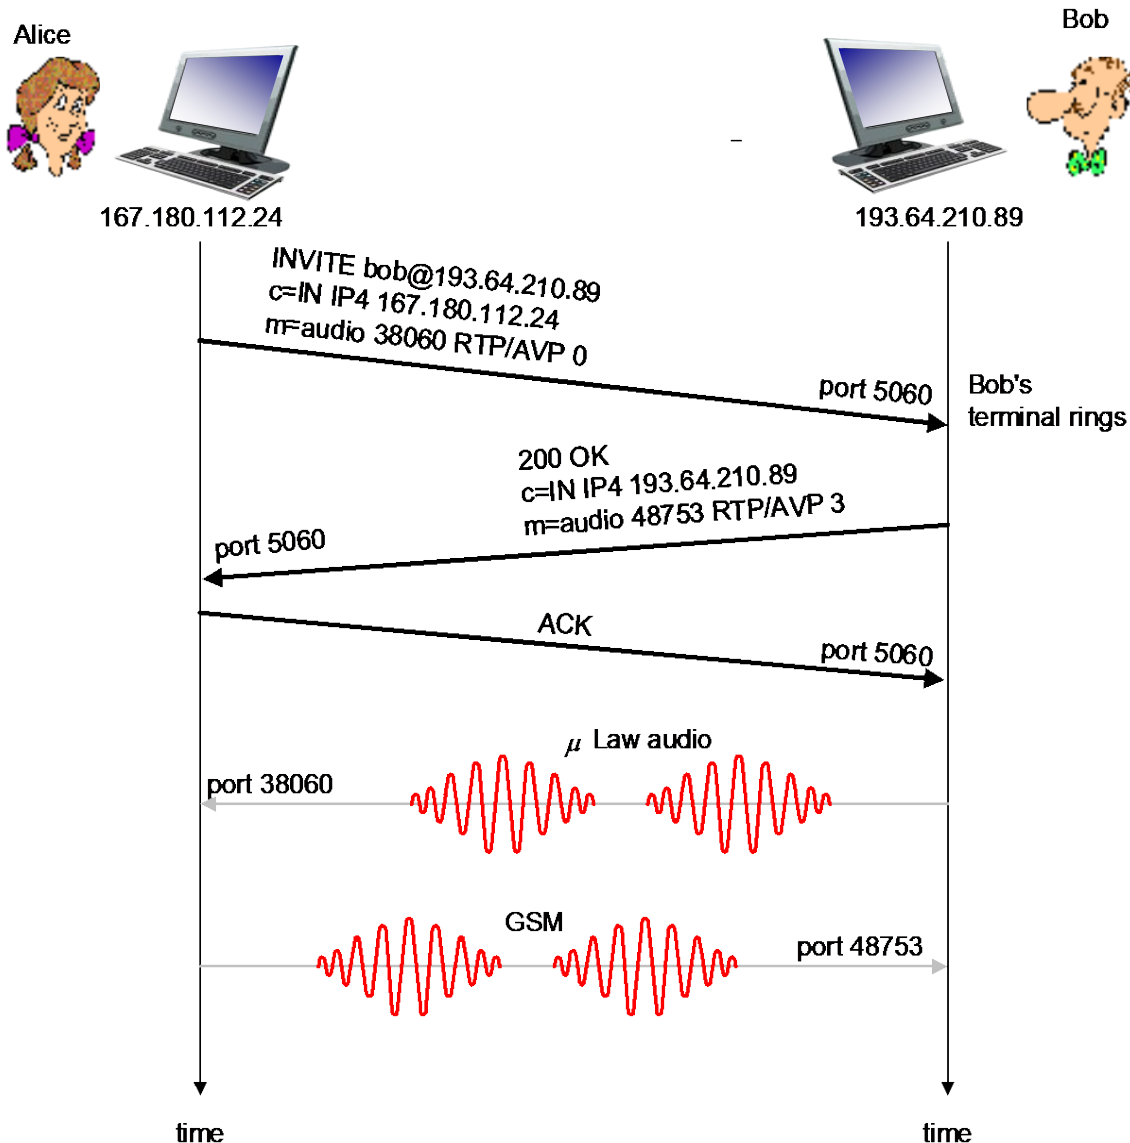 Alice
Bob
167.180.112.24
193.64.210.89
INVITE bob@193.64.210.89
c=IN IP4 167.180.112.24
m=audio 38060 RTP/AVP 0
port 5060
Bob's
terminal rings
200 OK
c=IN IP4 193.64.210.89
m=audio 48753 RTP/AVP 3
port 5060
ACK
port 5060
μ Law audio
port 38060
GSM
port 48753
time
time